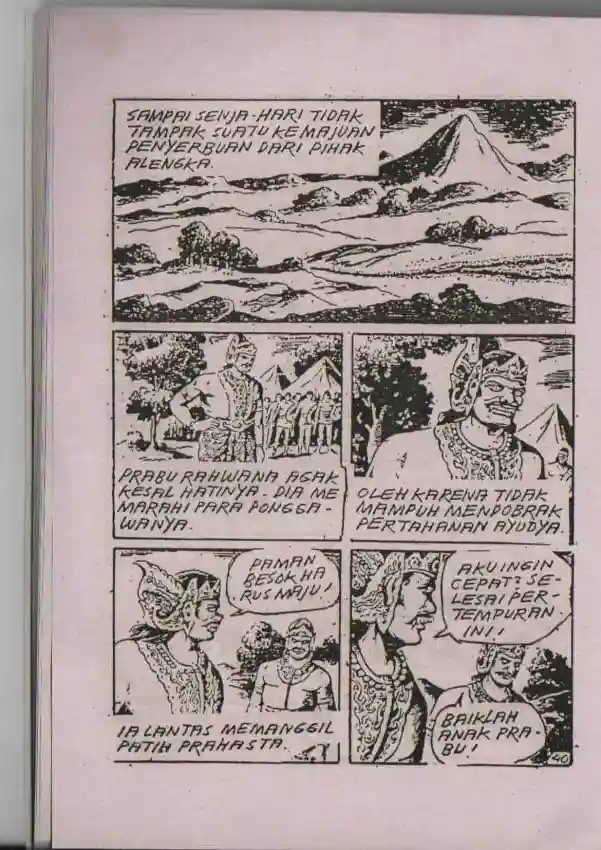 SAMPAI SENJA-HARI TIDAK
TAMPAK SUATU KEMAJUAN
PENYERBUAN DARI PIHAK
ALENGKA.
PRABU RAHWANA AGAK
KESAL HATINYA. DIA ME
MARAHI PARA PONGGA-
WANYA.
OLEH KARENA TIDAK
MAMPUH MENDOBRAK
PERTAHANAN AYUDYA.
PAMAN
BESOK HA
RUS MAJU!
IA LANTAS MEMANGGIL
PATIH PRAHASTA.
AKU INGIN
CEPAT2 SE-
LESAI PER-
TEMPURAN
INI!
BAIKLAH
ANAK PRA-
BU!
40